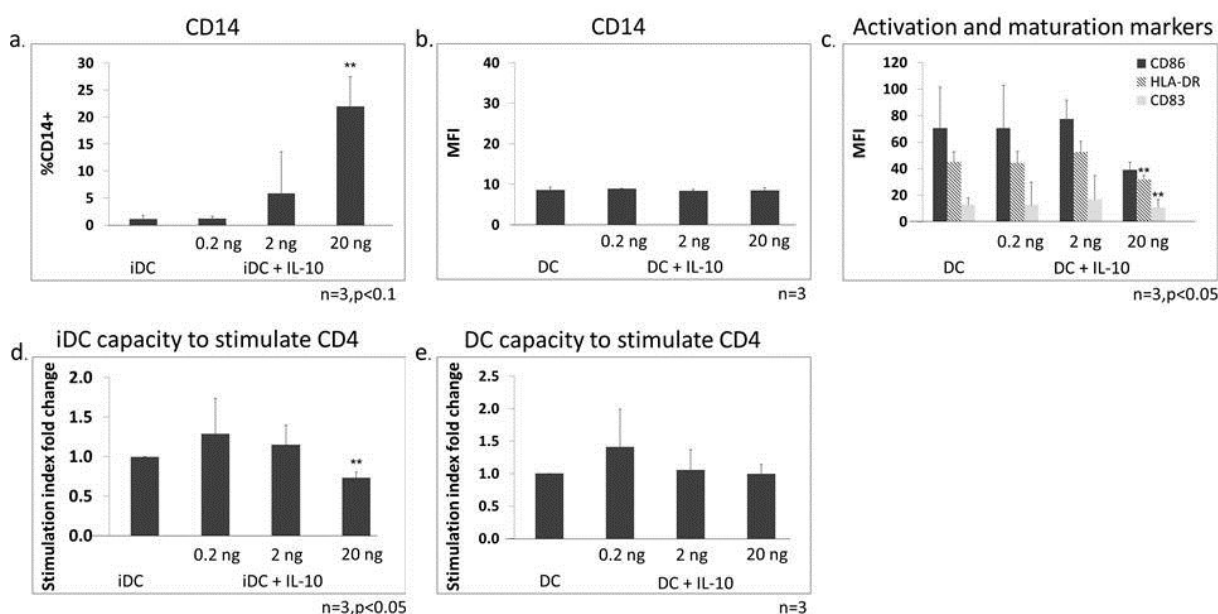 a.
CD14
%CD14+
30
25
20
15
10
5
0
**
0.2 ng 2 ng 20 ng
iDC iDC + IL-10
n=3,p<0.1
b.
CD14
MFI
40
30
20
10
0
0.2 ng 2 ng 20 ng
DC DC + IL-10
n=3
c.
Activation and maturation markers
MFI
120
100
80
60
40
20
0
CD86
HLA-DR
CD83
**
**
0.2 ng 2 ng 20 ng
DC DC + IL-10
n=3,p<0.05
d.
iDC capacity to stimulate CD4
Stimulation index fold change
2.0
1.5
1.0
0.5
0.0
**
0.2 ng 2 ng 20 ng
iDC iDC + IL-10
n=3,p<0.05
e.
DC capacity to stimulate CD4
Stimulation index fold change
2.5
2.0
1.5
1.0
0.5
0.0
0.2 ng 2 ng 20 ng
DC DC + IL-10
n=3